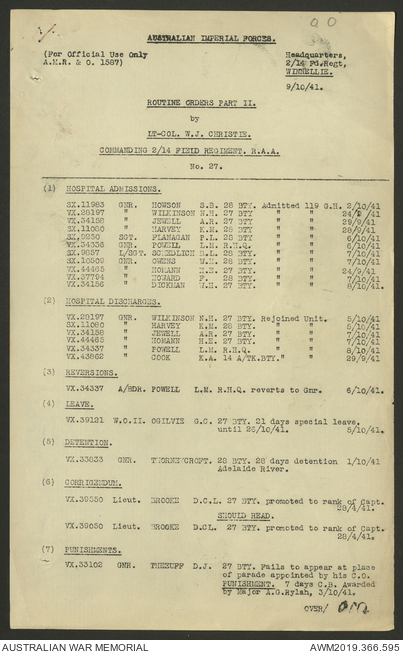 AUSTRALIAN IMPERIAL FORCES.
(For Official Use Only
A.M.R. & O. 1587)
Headquarters,
2/14 Fd.Regt,
WINNELLIE.
9/10/41.
ROUTINE ORDERS PART II.
by
LT-COL. W.J. CHRISTIE.
COMMANDING 2/14 FIELD REGIMENT. R.A.A.
No. 27.
(1) HOSPITAL ADMISSIONS.
SX.11983 GNR. HOWSON S.B. 28 BTY. Admitted 119 G.H. 2/10/41
VX.28197 " WILKINSON N.H. 27 BTY " " 24/9/41
VX.34158 " JEWELL A.R. 27 BTY " " 29/9/41
SX.11080 " HARVEY K.M. 28 BTY " " 28/9/41
SX.9230 SGT. FLANAGAN P.L. 28 BTY " " 6/10/41
VX.34336 GNR. POWELL L.M. R.H.Q. " " 6/10/41
SX.9857 L/SGT. SCHEDLICH B.L. 28 BTY. " " 7/10/41
SX.10509 GNR. OWENS W.H. 28 BTY " " 7/10/41
VX.44465 " HOMANN H.E. 27 BTY " " 24/9/41
VX.37794 " HOWARD F. 28 BTY " " 7/10/41
VX.34156 " DICKMAN W.H. 27 BTY " " 8/10/41
(2) HOSPITAL DISCHARGES.
VX.28197 GNR. WILKINSON N.H. 27 BTY. Rejoined Unit. 5/10/41
SX.11080 " HARVEY K.M. 28 BTY " " 5/10/41
VX.34158 " JEWELL A.R. 27 BTY " " 7/10/41
VX.44465 " HOMANN H.E. 27 BTY " " 7/10/41
VX.34337 " POWELL L.M. R.H.Q. " " 8/10/41
VX.43862 " COOK K.A. 14 A/TK.BTY." " 29/9/41
(3) REVERSIONS.
VX.34337 A/BDR. POWELL L.M. R.H.Q. reverts to Gnr. 6/10/41.
(4) LEAVE.
VX.39121 W.O.II. OGILVIE G.C. 27 BTY. 21 days special leave.
until 26/10/41. 5/10/41
(5) DETENTION.
VX.33833 GNR. THORNEYCROFT. 28 BTY. 28 days detention 1/10/41
Adelaide River.
(6) CORRIGENDUM.
VX.39350 Lieut. BROOKE D.C.L. 27 BTY. promoted to rank of Capt.
28/4/41.
SHOULD READ.
VX.39050 Lieut. BROOKE D.CL. 27 BTY. promoted to rank of Capt.
28/4/41.
(7) PUNISHMENTS.
VX.33102 GNR. D.J. 27 BTY. Fails to appear at place
of parade appointed by his C.O.
PUNISHMENT. 7 days C.B. Awarded
by Major A.G.Rylah, 3/10/41.
OVER/
AUSTRALIAN WAR MEMORIAL
AWM2019.366.595